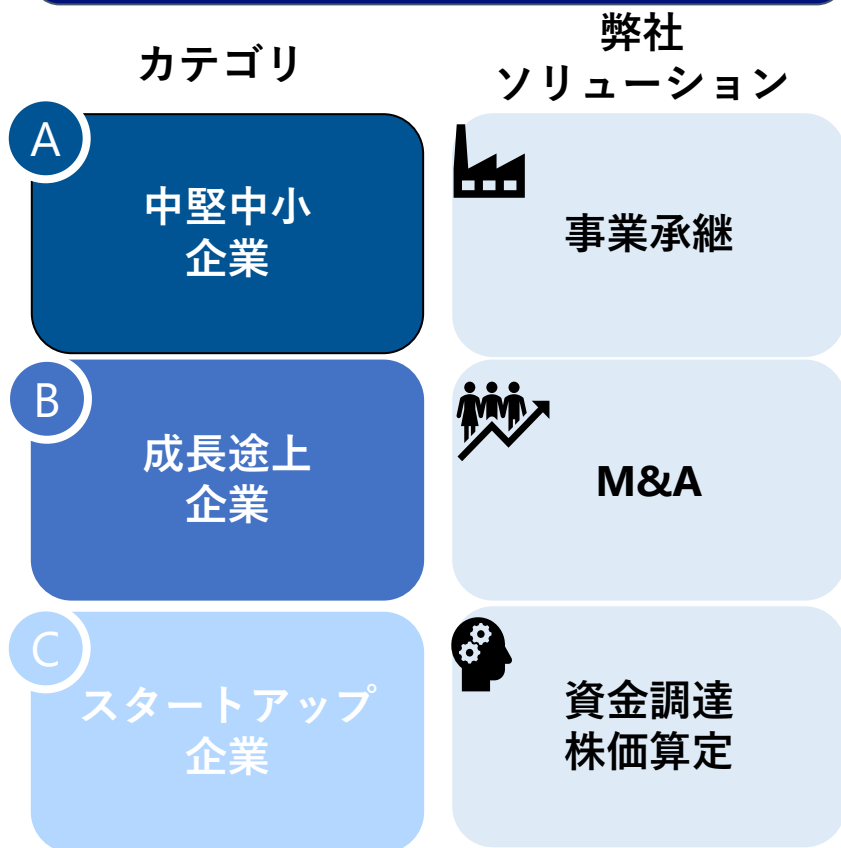 カテゴリ
弊社
ソリューション
A
中堅中小
企業
事業承継
B
成長途上
企業
M&A
C
スタートアップ
企業
資金調達
株価算定